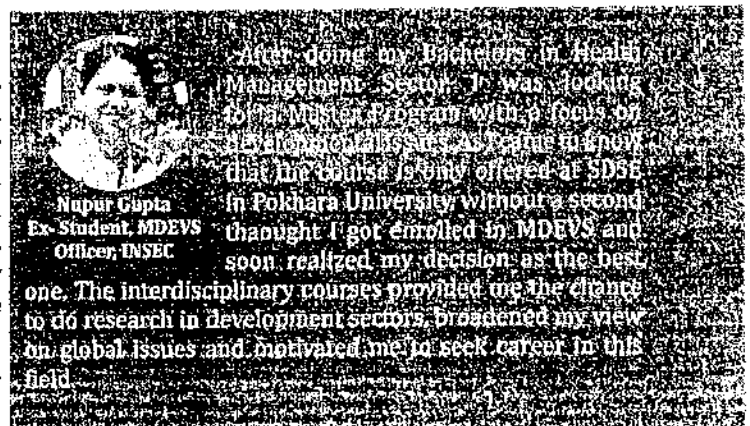 After doing my Bachelors in Health
Management Sector, I was looking
for a Master Program with a focus on
developmental issues. As I came to know
that the course is only offered at SDSE
in Pokhara University, without a second
thaought I got enrolled in MDEVS and
soon realized my decision as the best
one. The interdisciplinary courses provided me the chance
to do research in development sectors, broadened my view
on global issues and motivated me to seek career in this
field.
Nupur Gupta
Ex- Student, MDEVS
Officer, INSEC